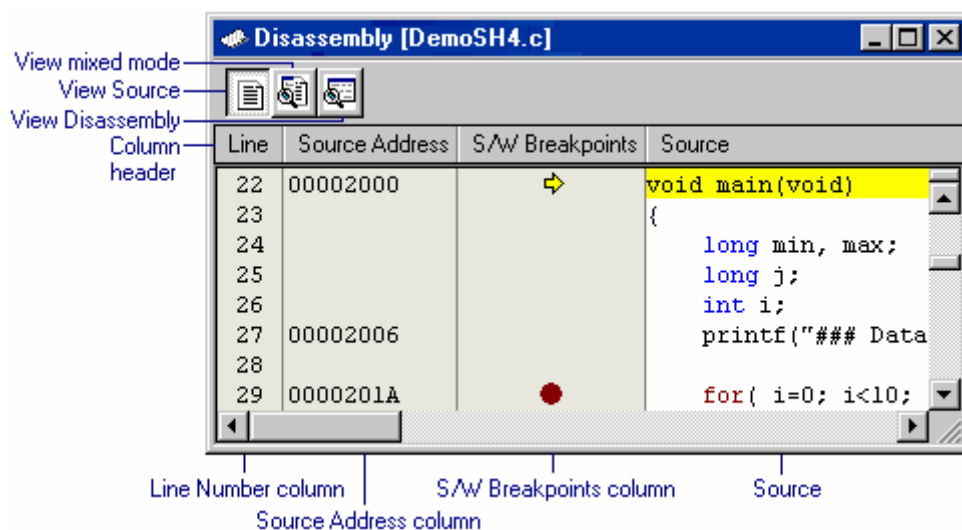 Disassembly [DemoSH4.c]
View mixed mode
View Source
View Disassembly
Column header
Line Source Address S/W Breakpoints Source
22 00002000 void main(void)
23 {
24 long min, max;
25 long j;
26 int i;
27 00002006 printf("### Data
28
29 0000201A for( i=0; i<10;
Line Number column S/W Breakpoints column Source
Source Address column